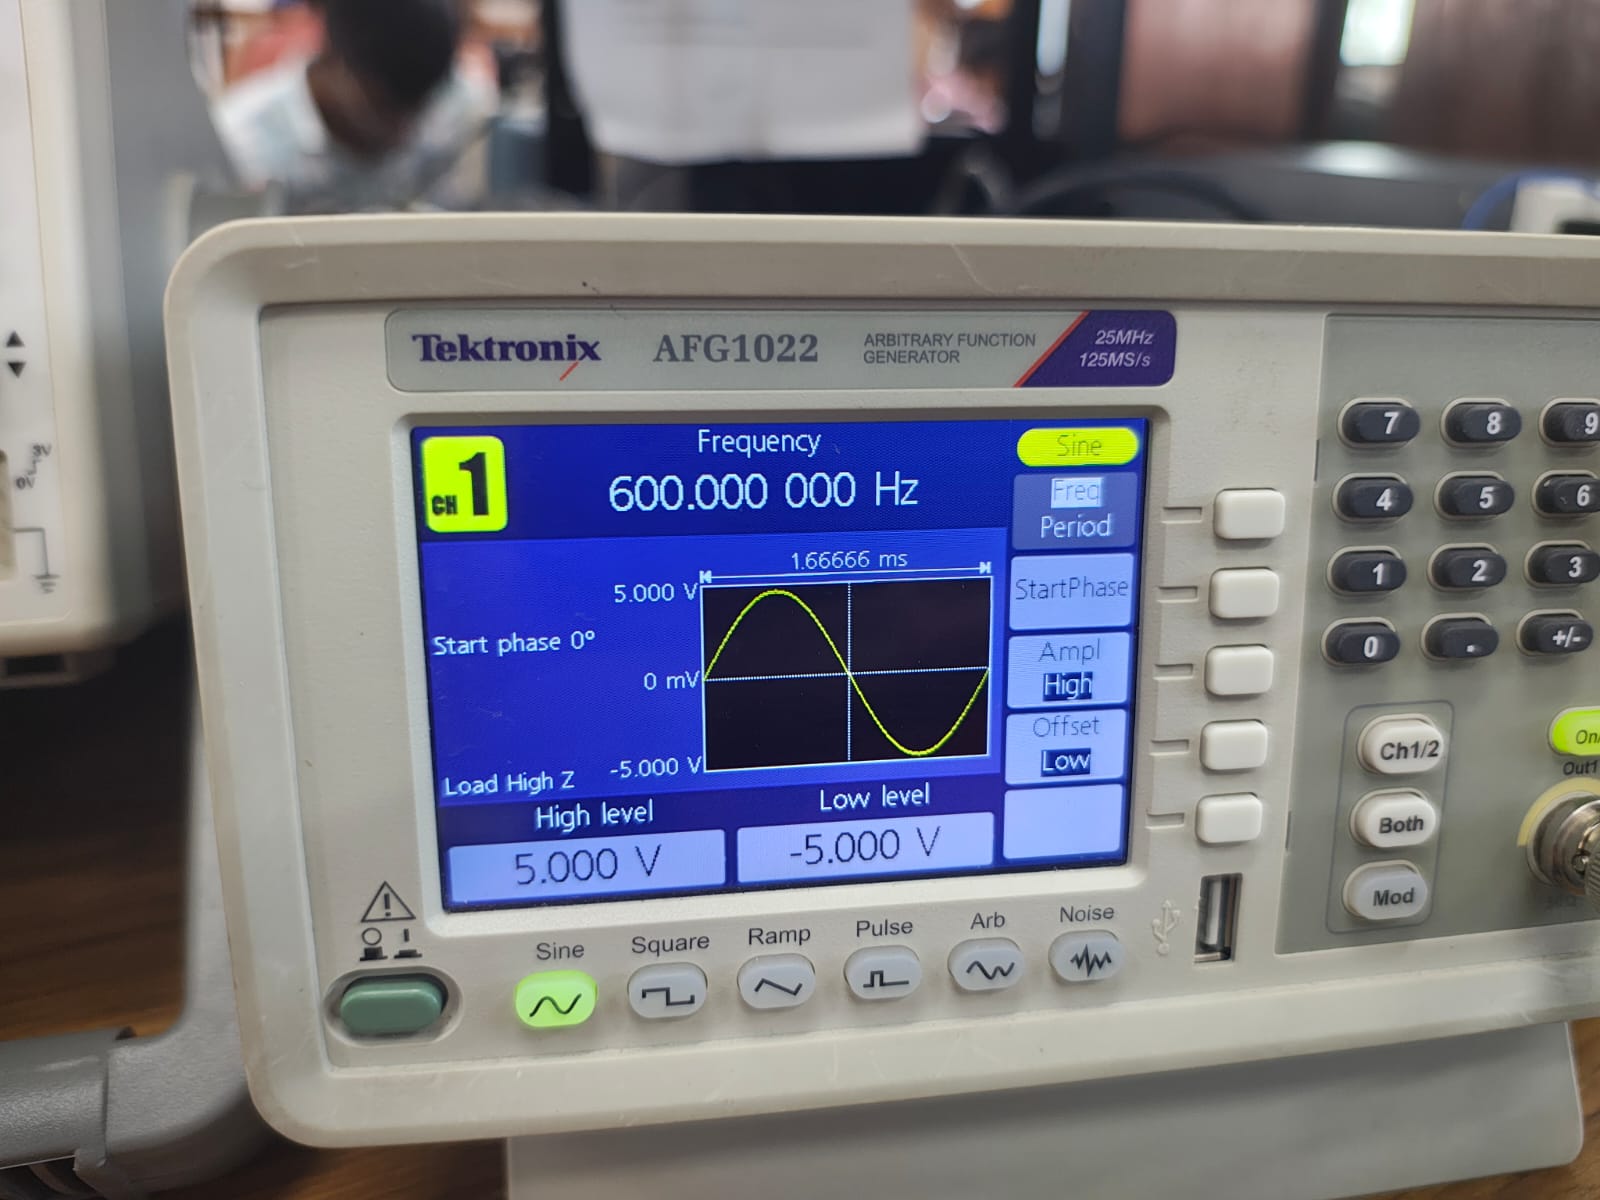 Tektronix AFG1022 ARBITRARY FUNCTION GENERATOR
25MHz
125MS/s
CH 1
Frequency
600.000 000 Hz
Sine
Freq
Period
1.66666 ms
5.000 V
StartPhase
Start phase 0°
0 mV
Ampl
High
Offset
Low
-5.000 V
Load High Z
High level
Low level
5.000 V
-5.000 V
Sine
Square
Ramp
Pulse
Arb
Noise
7 8 9
4 5 6
1 2 3
0 . +/-
Ch1/2
Both
Mod
On/
Out1